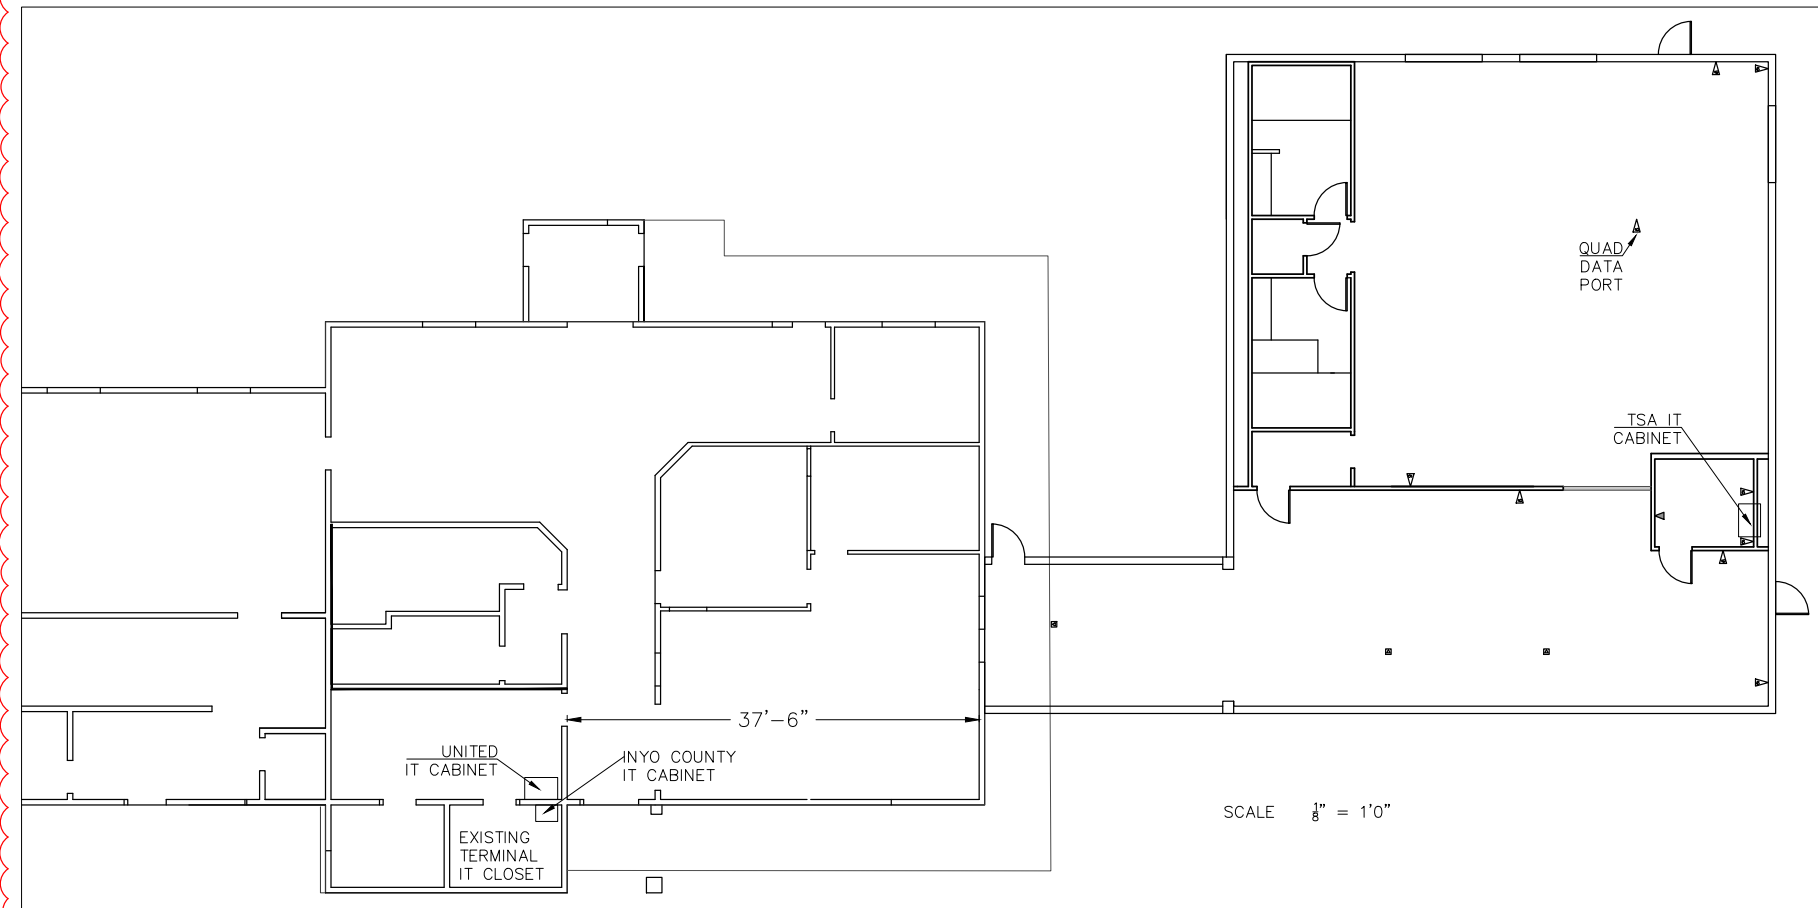 QUAD
DATA
PORT
TSA IT
CABINET
37'-6"
UNITED
IT CABINET
INYO COUNTY
IT CABINET
EXISTING
TERMINAL
IT CLOSET
SCALE 1/8" = 1'0"